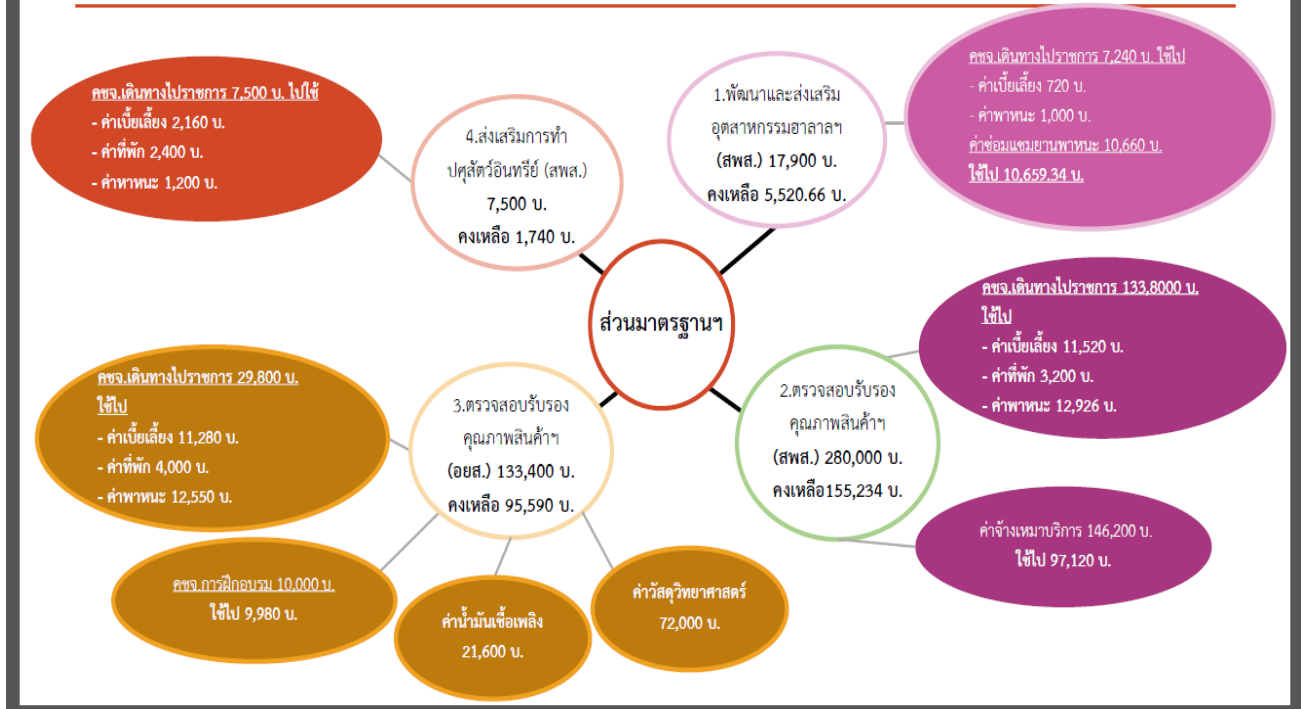 คชจ.เดินทางไปราชการ 7,500 บ. ไปใช้
- ค่าเบี้ยเลี้ยง 2,160 บ.
- ค่าที่พัก 2,400 บ.
- ค่าหาหนะ 1,200 บ.
4.ส่งเสริมการทำ
ปศุสัตว์อินทรีย์ (สพส.)
7,500 บ.
คงเหลือ 1,740 บ.
1.พัฒนาและส่งเสริม
อุตสาหกรรมฮาลาลฯ
(สพส.) 17,900 บ.
คงเหลือ 5,520.66 บ.
คชจ.เดินทางไปราชการ 7,240 บ. ใช้ไป
- ค่าเบี้ยเลี้ยง 720 บ.
- ค่าพาหนะ 1,000 บ.
ค่าซ่อมแซมยานพาหนะ 10,660 บ.
ใช้ไป 10,659.34 บ.
ส่วนมาตรฐานฯ
คชจ.เดินทางไปราชการ 133,8000 บ.
ใช้ไป
- ค่าเบี้ยเลี้ยง 11,520 บ.
- ค่าที่พัก 3,200 บ.
- ค่าพาหนะ 12,926 บ.
2.ตรวจสอบรับรอง
คุณภาพสินค้าฯ
(สพส.) 280,000 บ.
คงเหลือ155,234 บ.
ค่าจ้างเหมาบริการ 146,200 บ.
ใช้ไป 97,120 บ.
คชจ.เดินทางไปราชการ 29,800 บ.
ใช้ไป
- ค่าเบี้ยเลี้ยง 11,280 บ.
- ค่าที่พัก 4,000 บ.
- ค่าพาหนะ 12,550 บ.
3.ตรวจสอบรับรอง
คุณภาพสินค้าฯ
(อยส.) 133,400 บ.
คงเหลือ 95,590 บ.
คชจ.การฝึกอบรม 10,000 บ.
ใช้ไป 9,980 บ.
ค่าน้ำมันเชื้อเพลิง
21,600 บ.
ค่าวัสดุวิทยาศาสตร์
72,000 บ.